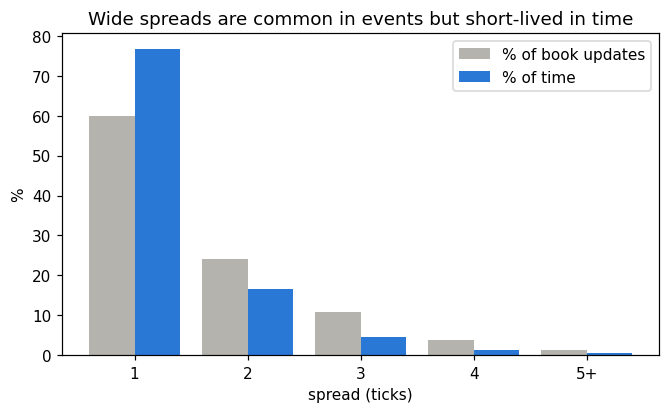 Wide spreads are common in events but short-lived in time
% of book updates
% of time
80
70
60
50
40
30
20
10
0
%
1 2 3 4 5+
spread (ticks)